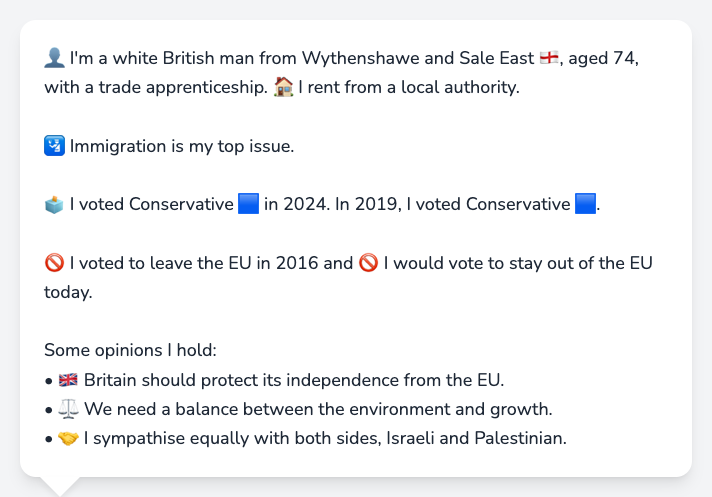 👤 I'm a white British man from Wythenshawe and Sale East 🏴󠁧󠁢󠁥󠁮󠁧󠁿, aged 74,
with a trade apprenticeship. 🏠 I rent from a local authority.
🛂 Immigration is my top issue.
🗳️ I voted Conservative 🟦 in 2024. In 2019, I voted Conservative 🟦.
🚫 I voted to leave the EU in 2016 and 🚫 I would vote to stay out of the EU
today.
Some opinions I hold:
• 🇬🇧 Britain should protect its independence from the EU.
• ⚖️ We need a balance between the environment and growth.
• 🤝 I sympathise equally with both sides, Israeli and Palestinian.